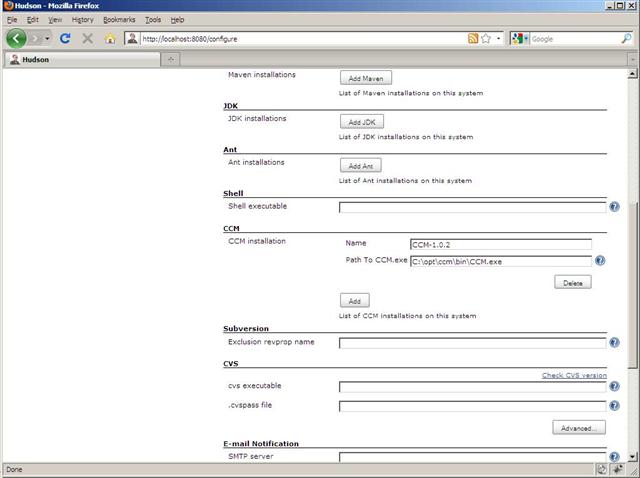 Hudson - Mozilla Firefox
File Edit View History Bookmarks Tools Help
http://localhost:8080/configure
Google
Hudson
Maven installations
Add Maven
List of Maven installations on this system
JDK
JDK installations
Add JDK
List of JDK installations on this system
Ant
Ant installations
Add Ant
List of Ant installations on this system
Shell
Shell executable
CCM
CCM installation
Name CCM-1.0.2
Path To CCM.exe C:\opt\ccm\bin\CCM.exe
Delete
Add
List of CCM installations on this system
Subversion
Exclusion revprop name
CVS
Check CVS version
cvs executable
.cvspass file
Advanced...
E-mail Notification
SMTP server
Done